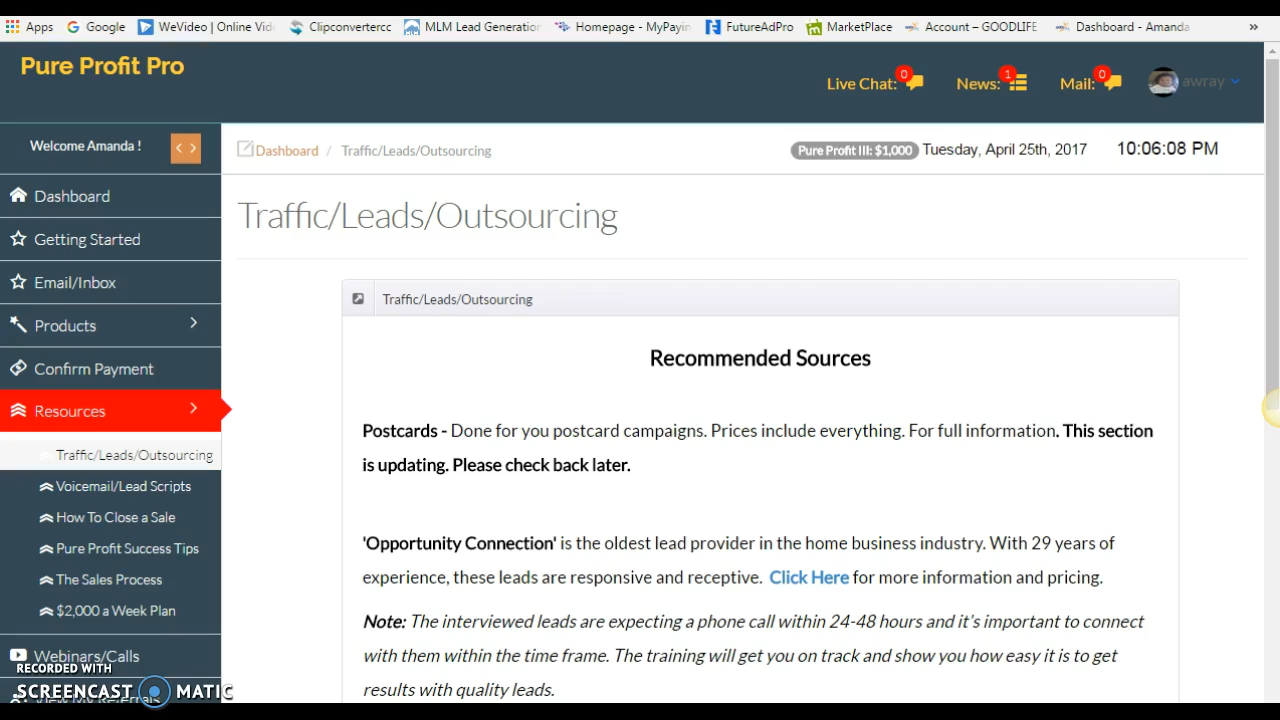 Apps Google WeVideo | Online Vide Clipconvertercc MLM Lead Generation Homepage - MyPayin FutureAdPro MarketPlace Account – GOODLIFE Dashboard - Amanda »
Pure Profit Pro
Live Chat: 0 News: 1 Mail: 0 awray
Welcome Amanda !
Dashboard / Traffic/Leads/Outsourcing
Pure Profit III: $1,000 Tuesday, April 25th, 2017 10:06:08 PM
Dashboard
Getting Started
Email/Inbox
Products
Confirm Payment
Resources
Traffic/Leads/Outsourcing
Voicemail/Lead Scripts
How To Close a Sale
Pure Profit Success Tips
The Sales Process
$2,000 a Week Plan
Webinars/Calls
View My Referrals
RECORDED WITH
SCREENCAST MATIC
Traffic/Leads/Outsourcing
Traffic/Leads/Outsourcing
Recommended Sources
Postcards - Done for you postcard campaigns. Prices include everything. For full information. This section
is updating. Please check back later.
'Opportunity Connection' is the oldest lead provider in the home business industry. With 29 years of
experience, these leads are responsive and receptive. Click Here for more information and pricing.
Note: The interviewed leads are expecting a phone call within 24-48 hours and it's important to connect
with them within the time frame. The training will get you on track and show you how easy it is to get
results with quality leads.